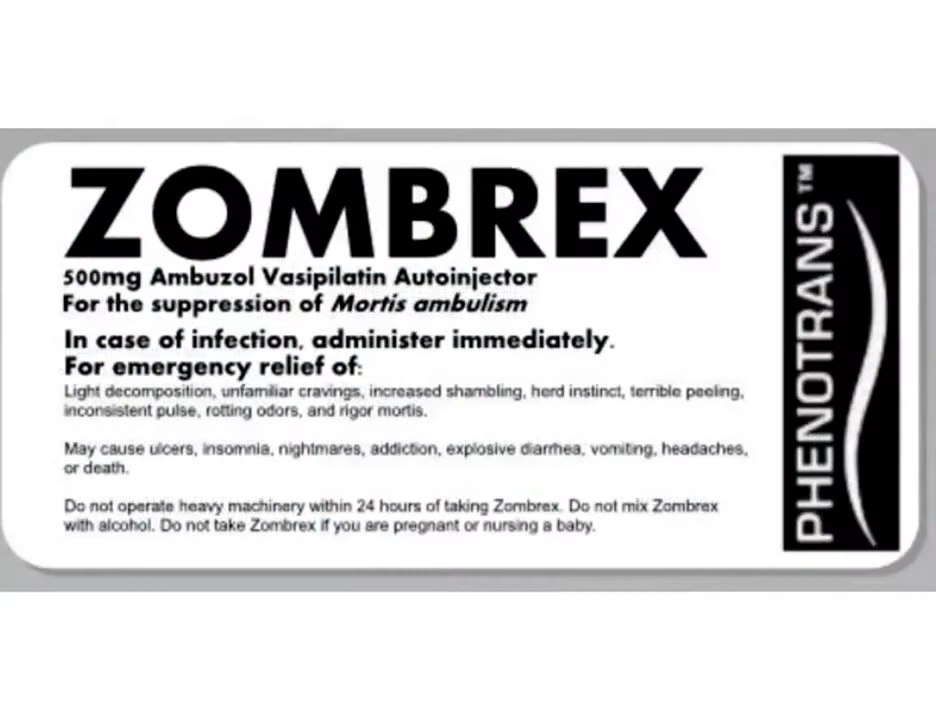 ZOMBREX
500mg Ambuzol Vasipilatin Autoinjector
For the suppression of Mortis ambulism
In case of infection, administer immediately.
For emergency relief of:
Light decomposition, unfamiliar cravings, increased shambling, herd instinct, terrible peeling,
inconsistent pulse, rotting odors, and rigor mortis.
May cause ulcers, insomnia, nightmares, addiction, explosive diarrhea, vomiting, headaches,
or death.
Do not operate heavy machinery within 24 hours of taking Zombrex. Do not mix Zombrex
with alcohol. Do not take Zombrex if you are pregnant or nursing a baby.
PHENOTRANS™